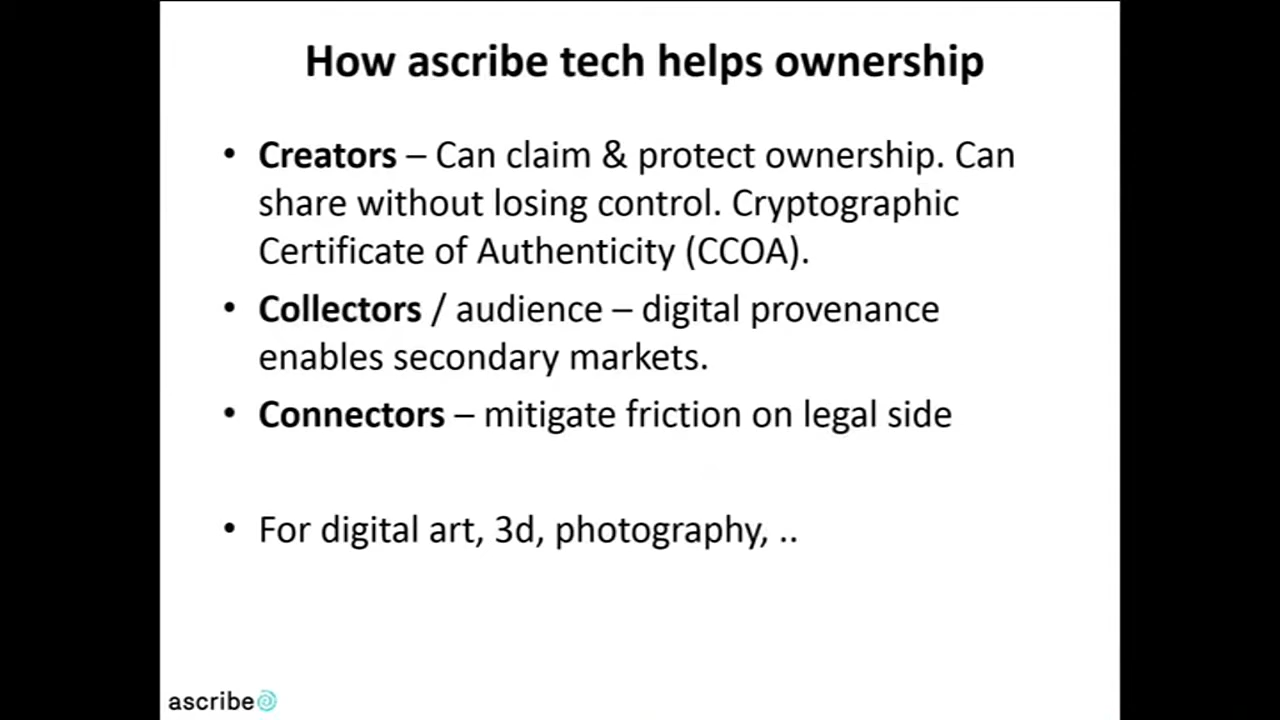 How ascribe tech helps ownership
• Creators – Can claim & protect ownership. Can
share without losing control. Cryptographic
Certificate of Authenticity (CCOA).
• Collectors / audience – digital provenance
enables secondary markets.
• Connectors – mitigate friction on legal side
• For digital art, 3d, photography, ..
ascribe